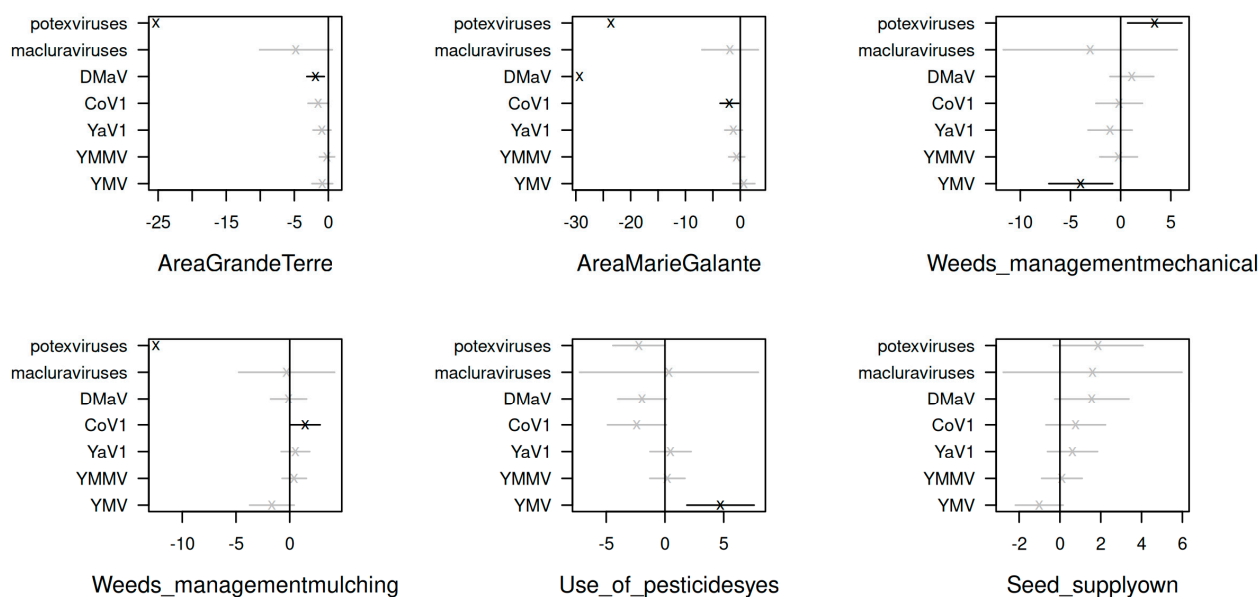 potexviruses
macluraviruses
DMaV
CoV1
YaV1
YMMV
YMV
-25 -15 -5 0
AreaGrandeTerre
potexviruses
macluraviruses
DMaV
CoV1
YaV1
YMMV
YMV
-30 -20 -10 0
AreaMarieGalante
potexviruses
macluraviruses
DMaV
CoV1
YaV1
YMMV
YMV
-10 -5 0 5
Weeds_managementmechanical
potexviruses
macluraviruses
DMaV
CoV1
YaV1
YMMV
YMV
-10 -5 0
Weeds_managementmulching
potexviruses
macluraviruses
DMaV
CoV1
YaV1
YMMV
YMV
-5 0 5
Use_of_pesticidesyes
potexviruses
macluraviruses
DMaV
CoV1
YaV1
YMMV
YMV
-2 0 2 4 6
Seed_supplyown